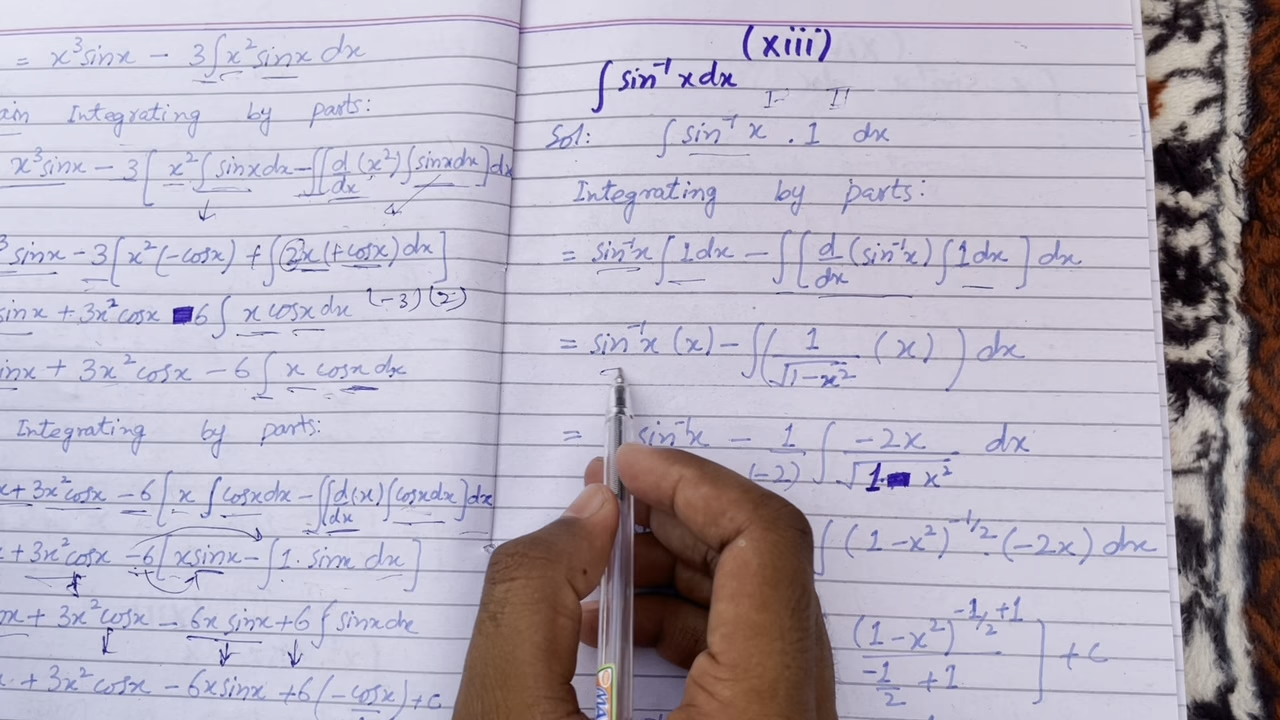 = x³sinx − 3∫x²sinx dx
Integrating by parts:
x³sinx − 3[x²∫sinxdx − ∫[d/dx (x²)∫sinxdx]dx
sinx − 3[x²(−cosx) + ∫(2x(+cosx)dx]
sinx + 3x²cosx − 6∫x cosx dx (−3)(2)
sinx + 3x²cosx − 6∫x cosx dx
Integrating by parts:
x + 3x²cosx − 6[x∫cosxdx − ∫[d/dx (x)∫cosxdx]dx
+ 3x²cosx − 6[xsinx − ∫1. sinx dx]
+ 3x²cosx − 6x sinx + 6∫sinxdx
+ 3x²cosx − 6xsinx + 6(−cosx) + c
(xiii)
∫sin⁻¹xdx
I II
Sol: ∫sin⁻¹x . 1 dx
Integrating by parts:
= sin⁻¹x∫1dx − ∫[d/dx (sin⁻¹x)∫1dx]dx
= sin⁻¹x (x) − ∫(1/√1−x² (x))dx
= sin⁻¹x − 1/(−2) ∫ −2x/√1− x² dx
∫(1−x²)^−1/2 . (−2x)dx
(1−x²)^−1/2+1 / −1/2 +1 ] + c